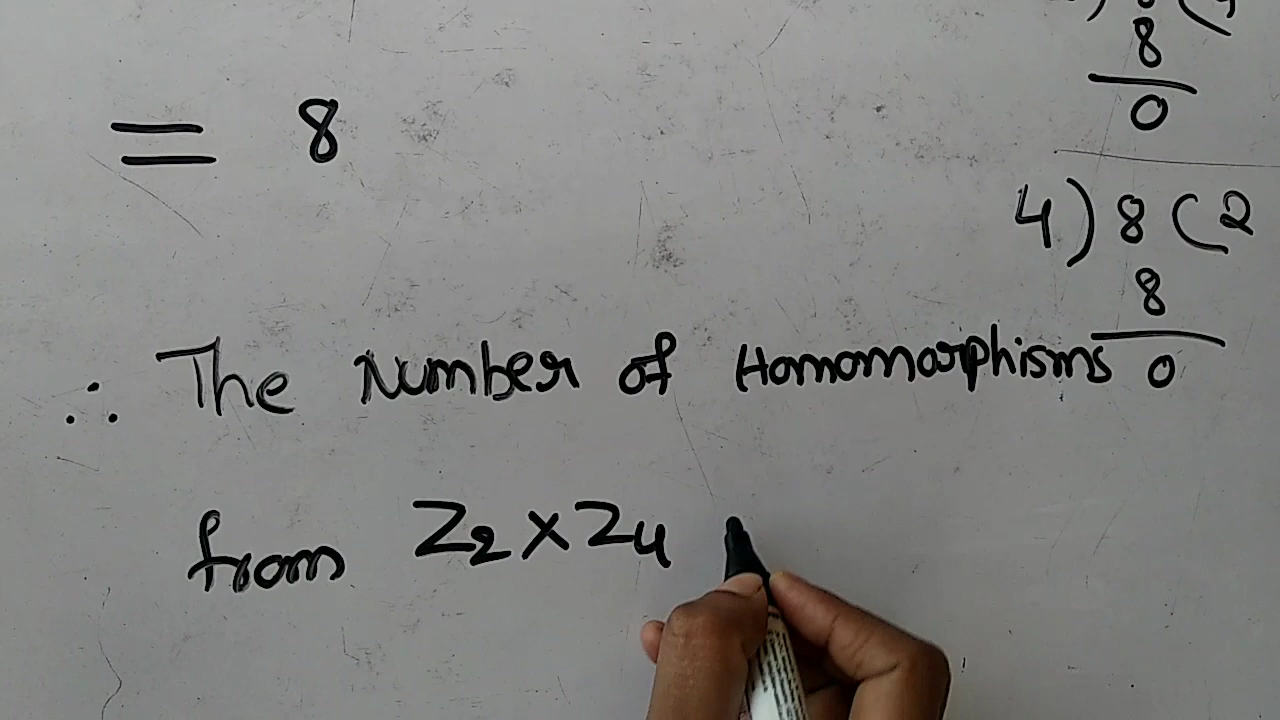 = 8
8
0
4) 8 ( 2
8
0
∴ The Number of Homomorphisms
from Z₂ × Z₄